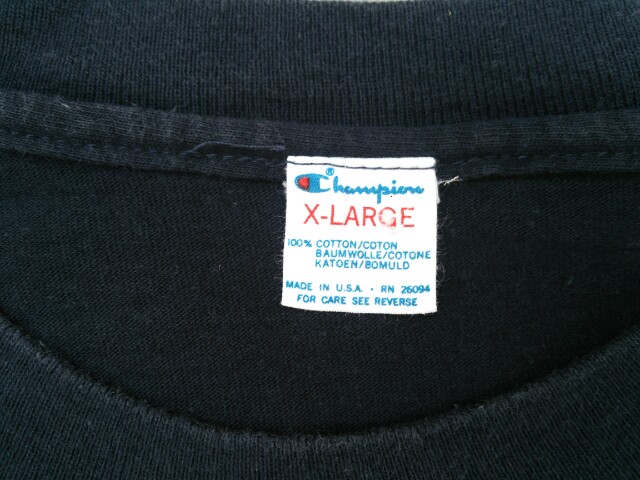 Champion®
X-LARGE
100% COTTON/COTON
BAUMWOLLE/COTONE
KATOEN/BOMULD
MADE IN U.S.A. · RN 26094
FOR CARE SEE REVERSE